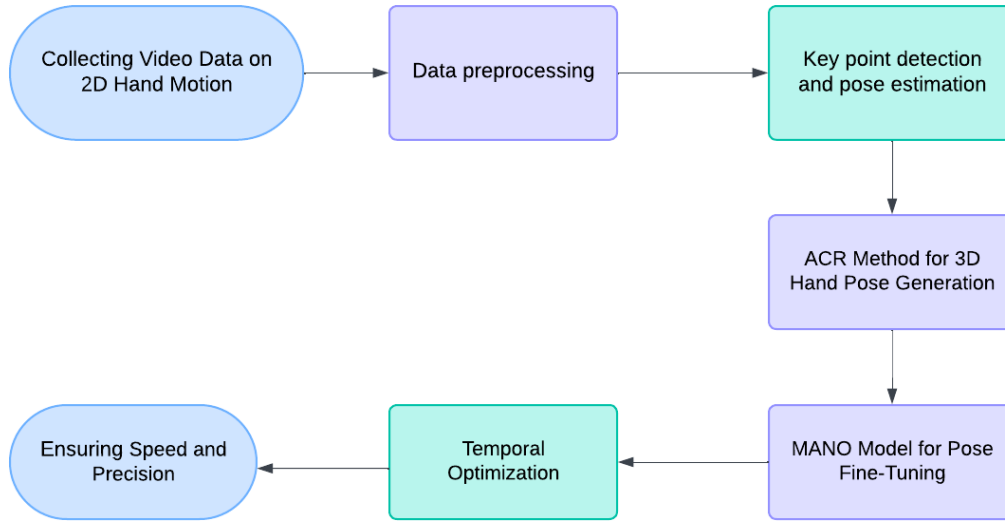 Collecting Video Data on
2D Hand Motion
Data preprocessing
Key point detection
and pose estimation
ACR Method for 3D
Hand Pose Generation
MANO Model for Pose
Fine-Tuning
Temporal
Optimization
Ensuring Speed and
Precision